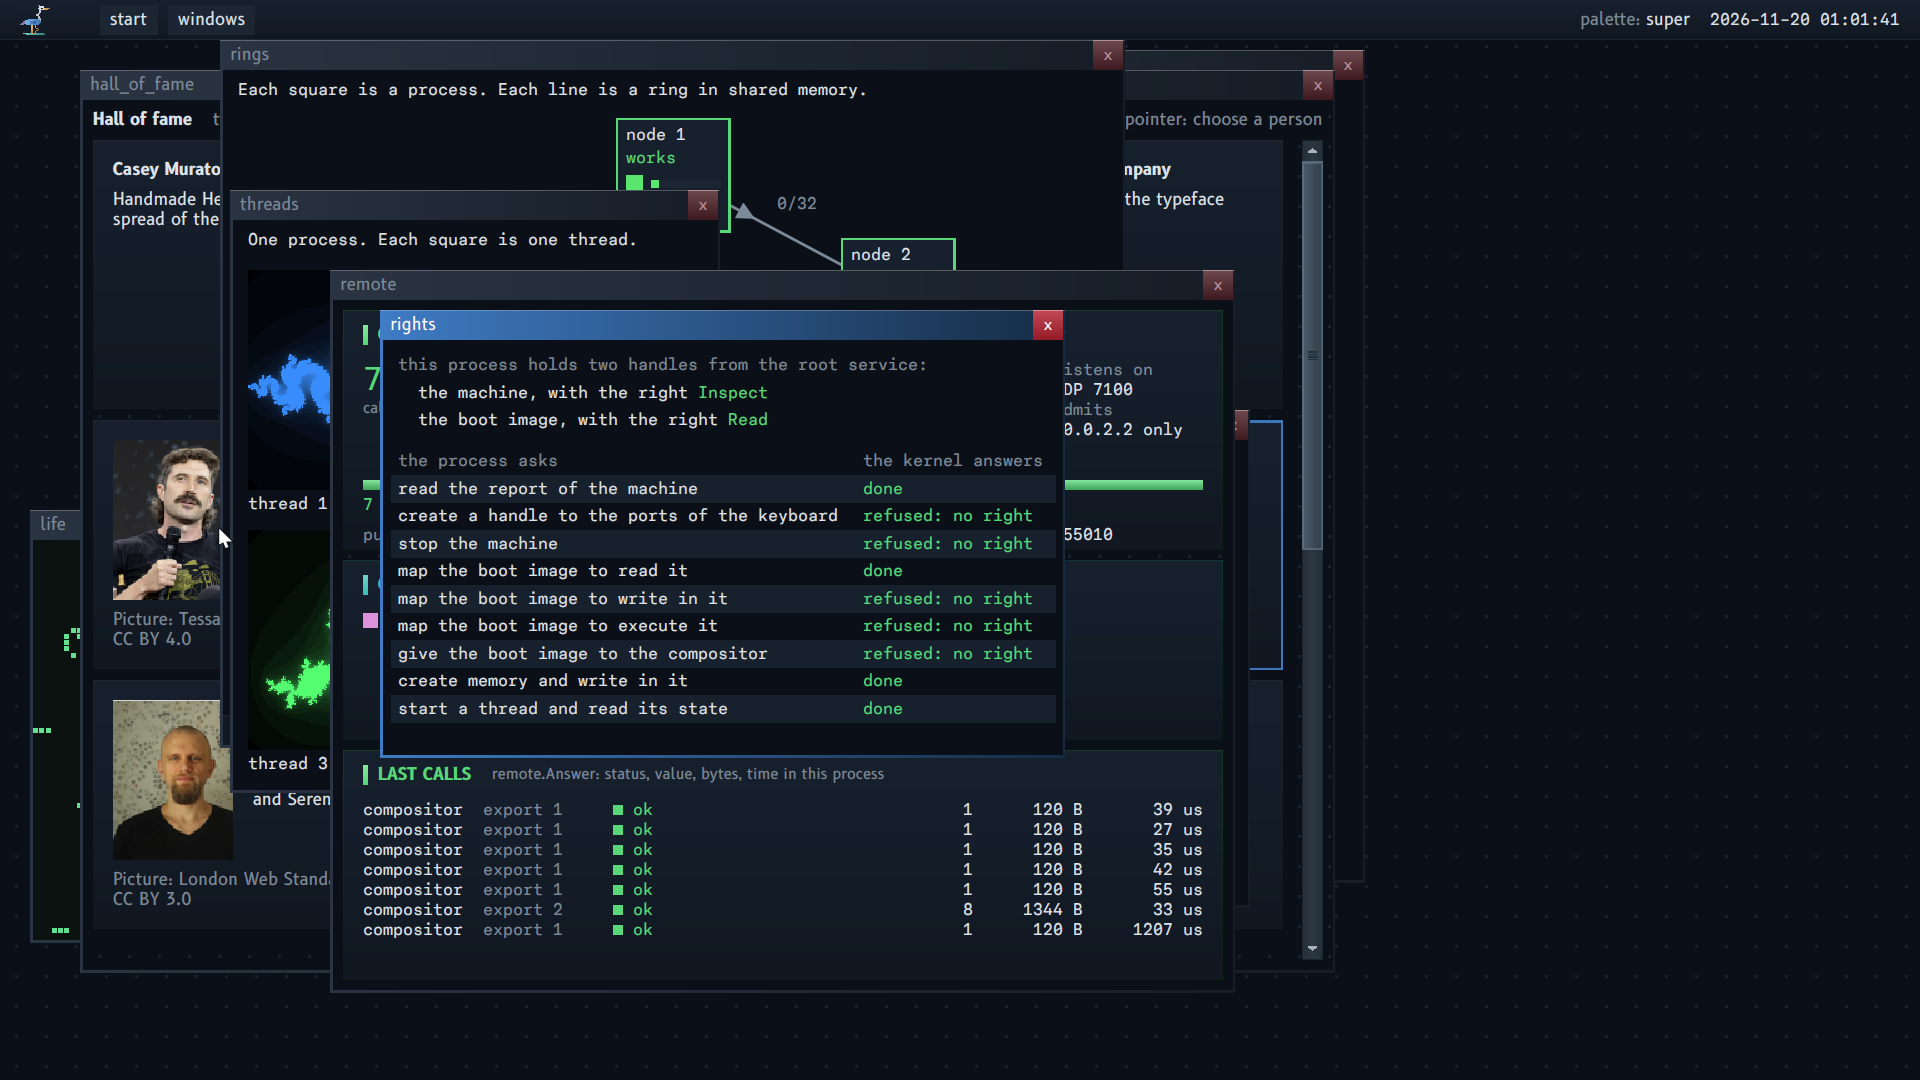 start windows palette: super 2026-11-20 01:01:41
rings x
x
hall_of_fame
x
Each square is a process. Each line is a ring in shared memory.
Hall of fame
pointer: choose a person
node 1
works
Casey Murato
Handmade He
spread of the
the typeface
threads x
0/32
One process. Each square is one thread.
node 2
remote x
rights x
this process holds two handles from the root service:
the machine, with the right Inspect
the boot image, with the right Read
the process asks the kernel answers
read the report of the machine done
create a handle to the ports of the keyboard refused: no right
stop the machine refused: no right
map the boot image to read it done
map the boot image to write in it refused: no right
map the boot image to execute it refused: no right
give the boot image to the compositor refused: no right
create memory and write in it done
start a thread and read its state done
7
istens on
DP 7100
dmits
0.0.2.2 only
7
55010
thread 1
life
Picture: Tessa
CC BY 4.0
thread 3
and Seren
Picture: London Web Standa
CC BY 3.0
LAST CALLS remote.Answer: status, value, bytes, time in this process
compositor export 1 ok 1 120 B 39 us
compositor export 1 ok 1 120 B 27 us
compositor export 1 ok 1 120 B 35 us
compositor export 1 ok 1 120 B 42 us
compositor export 1 ok 1 120 B 55 us
compositor export 2 ok 8 1344 B 33 us
compositor export 1 ok 1 120 B 1207 us